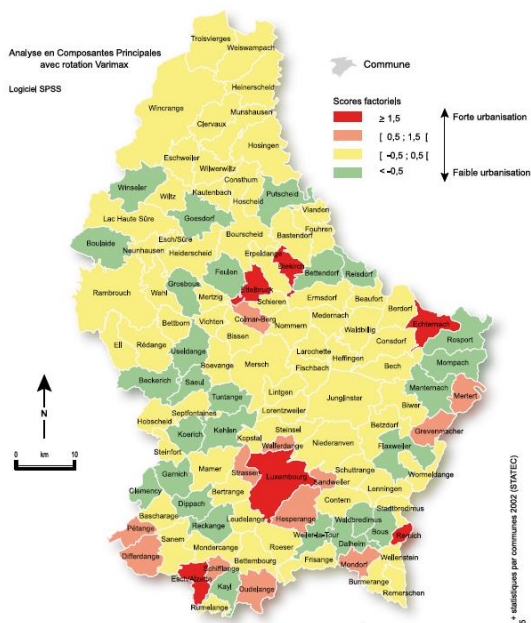 Analyse en Composantes Principales
avec rotation Varimax
Logiciel SPSS
Commune
Scores factoriels
≥ 1,5
[ 0,5 ; 1,5 [
[ -0,5 ; 0,5 [
< -0,5
Forte urbanisation
Faible urbanisation
Troisvierges
Weiswampach
Heinerscheid
Wincrange
Munshausen
Clervaux
Hosingen
Eschweiler
Wilwerwiltz
Consthum
Winseler
Kautenbach
Putscheid
Wiltz
Hoscheid
Goesdorf
Vianden
Lac Haute Sûre
Fouhren
Esch/Sûre
Bourscheid
Bastendorf
Boulaide
Neunhausen
Heiderscheid
Erpeldange
Diekirch
Feulen
Bettendorf
Reisdorf
Grosbous
Ettelbruck
Rambrouch
Wahl
Mertzig
Schieren
Ermsdorf
Beaufort
Berdorf
Colmar-Berg
Medernach
Echternach
Bettborn
Vichten
Nommern
Waldbillig
Bissen
Consdorf
Rosport
Ell
Rédange
Useldange
Larochette
Heffingen
Mompach
Boevange
Mersch
Fischbach
Bech
Beckerich
Saeul
Manternach
Lintgen
Junglinster
Mertert
Tuntange
Biwer
Septfontaines
Lorentzweiler
Hobscheid
Grevenmacher
Kehlen
Steinsel
Betzdorf
Koerich
Kopstal
Walferdange
Niederanven
Flaxweiler
Steinfort
Strassen
Schuttrange
Wormeldange
Garnich
Mamer
Luxembourg
Sandweiler
Lenningen
Clémency
Bertrange
Contern
Dippach
Hesperange
Stadtbredimus
Bascharage
Leudelange
Waldbredimus
Reckange
Weiler-la-Tour
Bous
Remich
Pétange
Sanem
Roeser
Dalheim
Mondercange
Frisange
Wellenstein
Differdange
Bettembourg
Mondorf
Schifflange
Burmerange
Esch/Alzette
Remerschen
Kayl
Dudelange
Rumelange
N
0
km
10
+ statistiques par communes 2002 (STATEC)